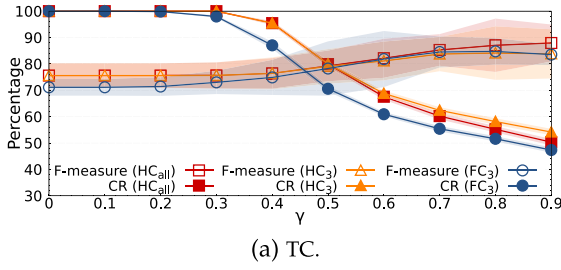 100
90
80
70
60
50
40
30
Percentage
F-measure (HCall) F-measure (HC3) F-measure (FC3)
CR (HCall) CR (HC3) CR (FC3)
0 0.1 0.2 0.3 0.4 0.5 0.6 0.7 0.8 0.9
γ
(a) TC.